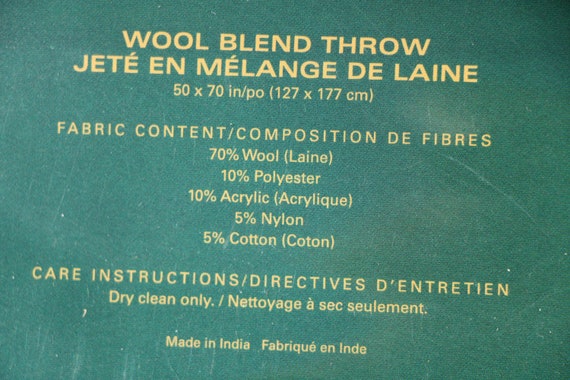 WOOL BLEND THROW
JETÉ EN MÉLANGE DE LAINE
50 x 70 in/po (127 x 177 cm)
FABRIC CONTENT/COMPOSITION DE FIBRES
70% Wool (Laine)
10% Polyester
10% Acrylic (Acrylique)
5% Nylon
5% Cotton (Coton)
CARE INSTRUCTIONS/DIRECTIVES D'ENTRETIEN
Dry clean only. / Nettoyage à sec seulement.
Made in India Fabriqué en Inde